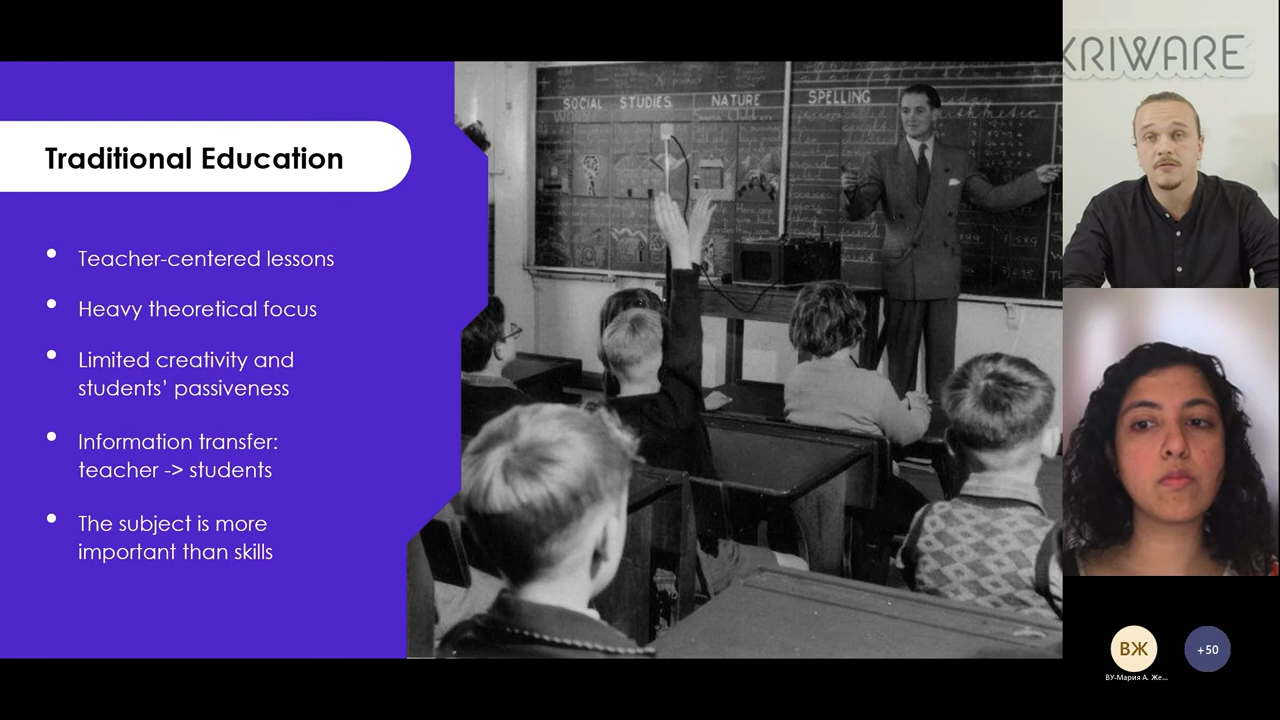 Traditional Education
Teacher-centered lessons
Heavy theoretical focus
Limited creativity and
students’ passiveness
Information transfer:
teacher -> students
The subject is more
important than skills
SOCIAL STUDIES
NATURE
SPELLING
KRIWARE
ВЖ
+50
ВУ-Мария А. Же...